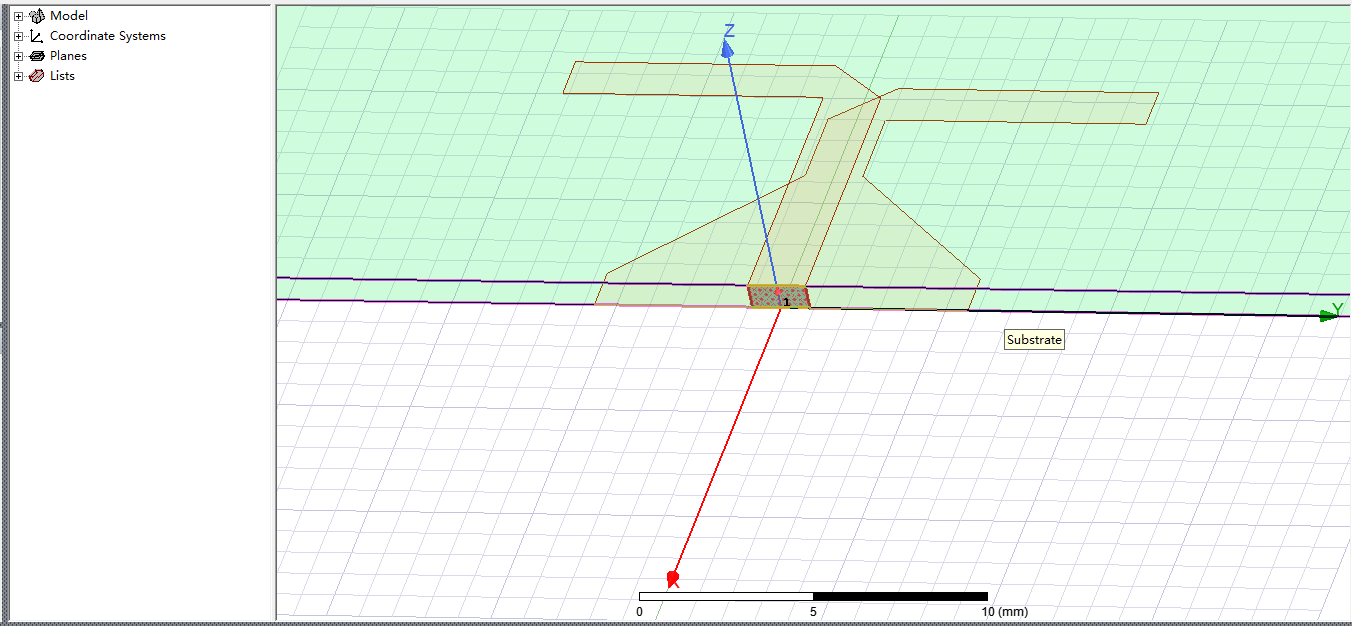 Model
Coordinate Systems
Planes
Lists
Z
1
Y
Substrate
X
0 5 10 (mm)